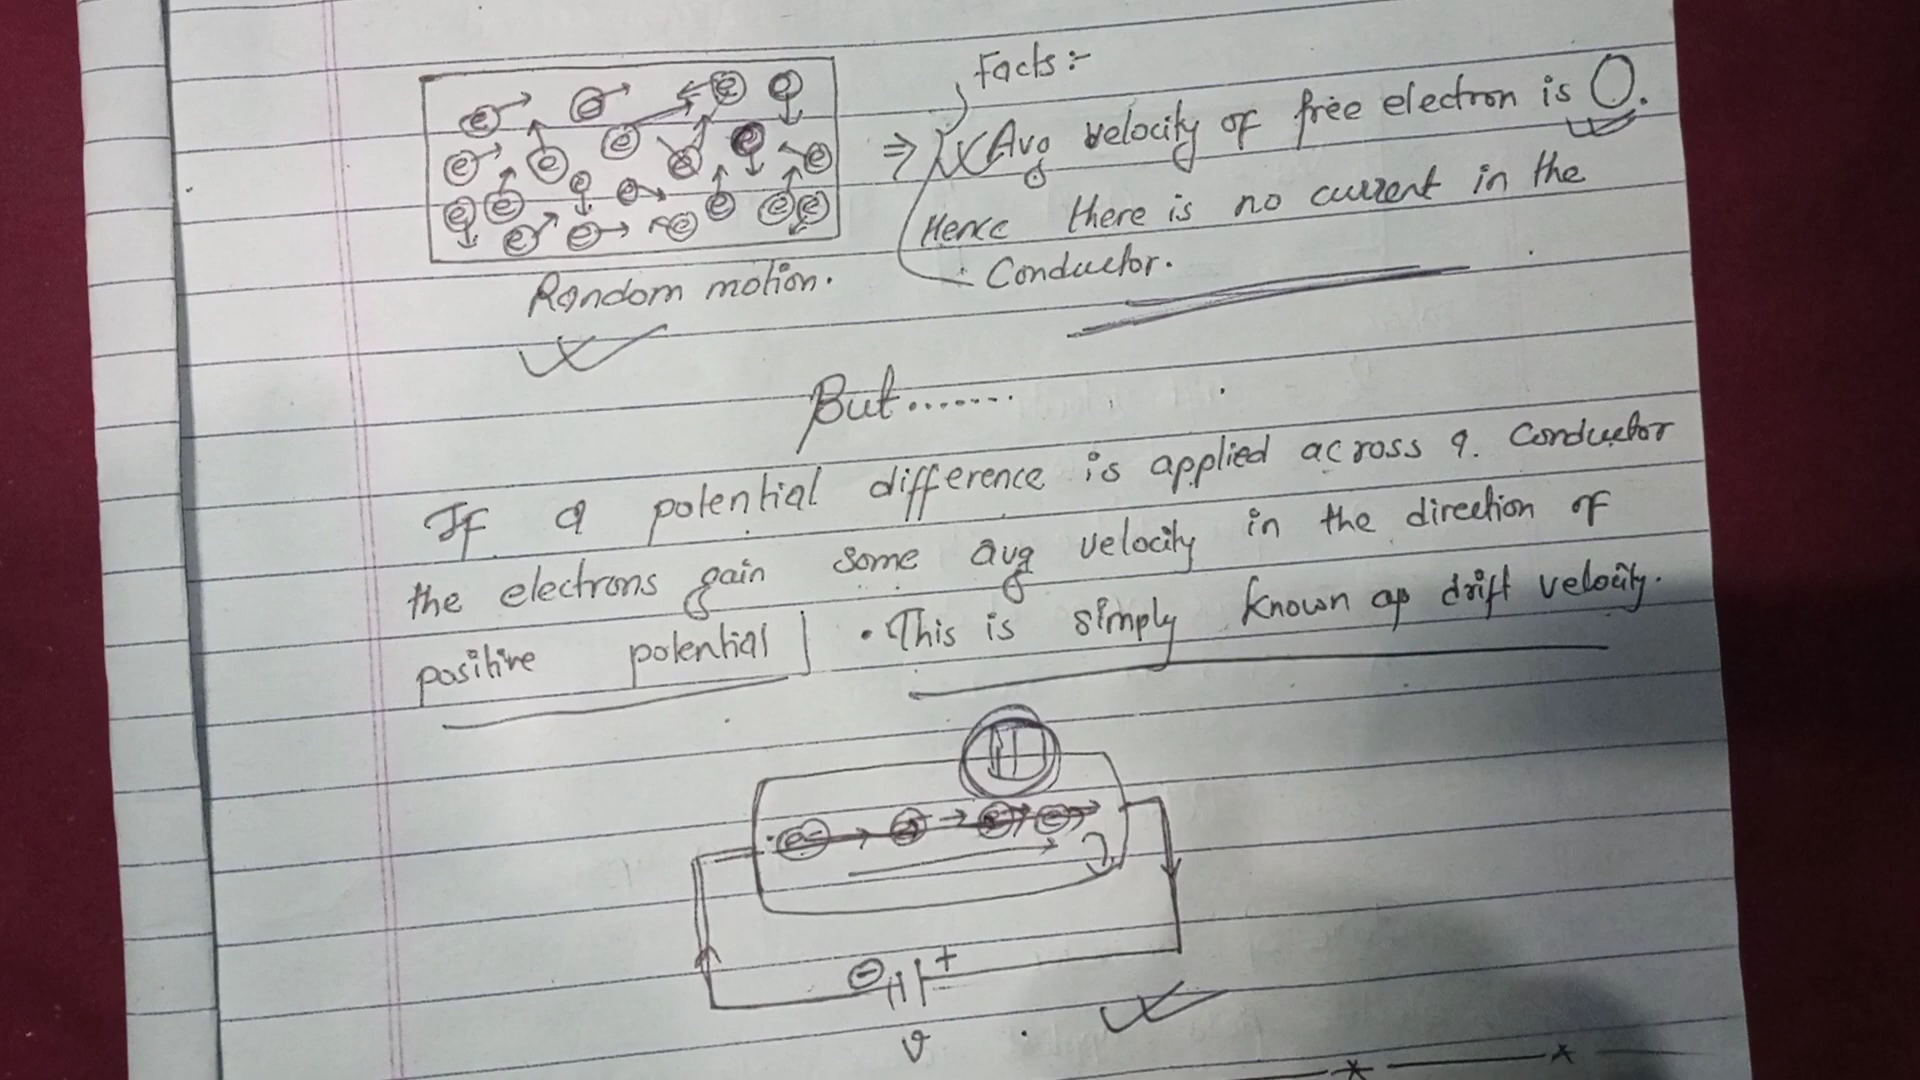 Facts :-
⇒ Avg velocity of free electron is 0.
Hence there is no current in the
Conductor.
Random motion.
But.......
If a potential difference is applied across a. Conductor
the electrons gain some avg velocity in the direction of
positive potential . This is simply known as drift velocity.
e e e e
⊖ +
v